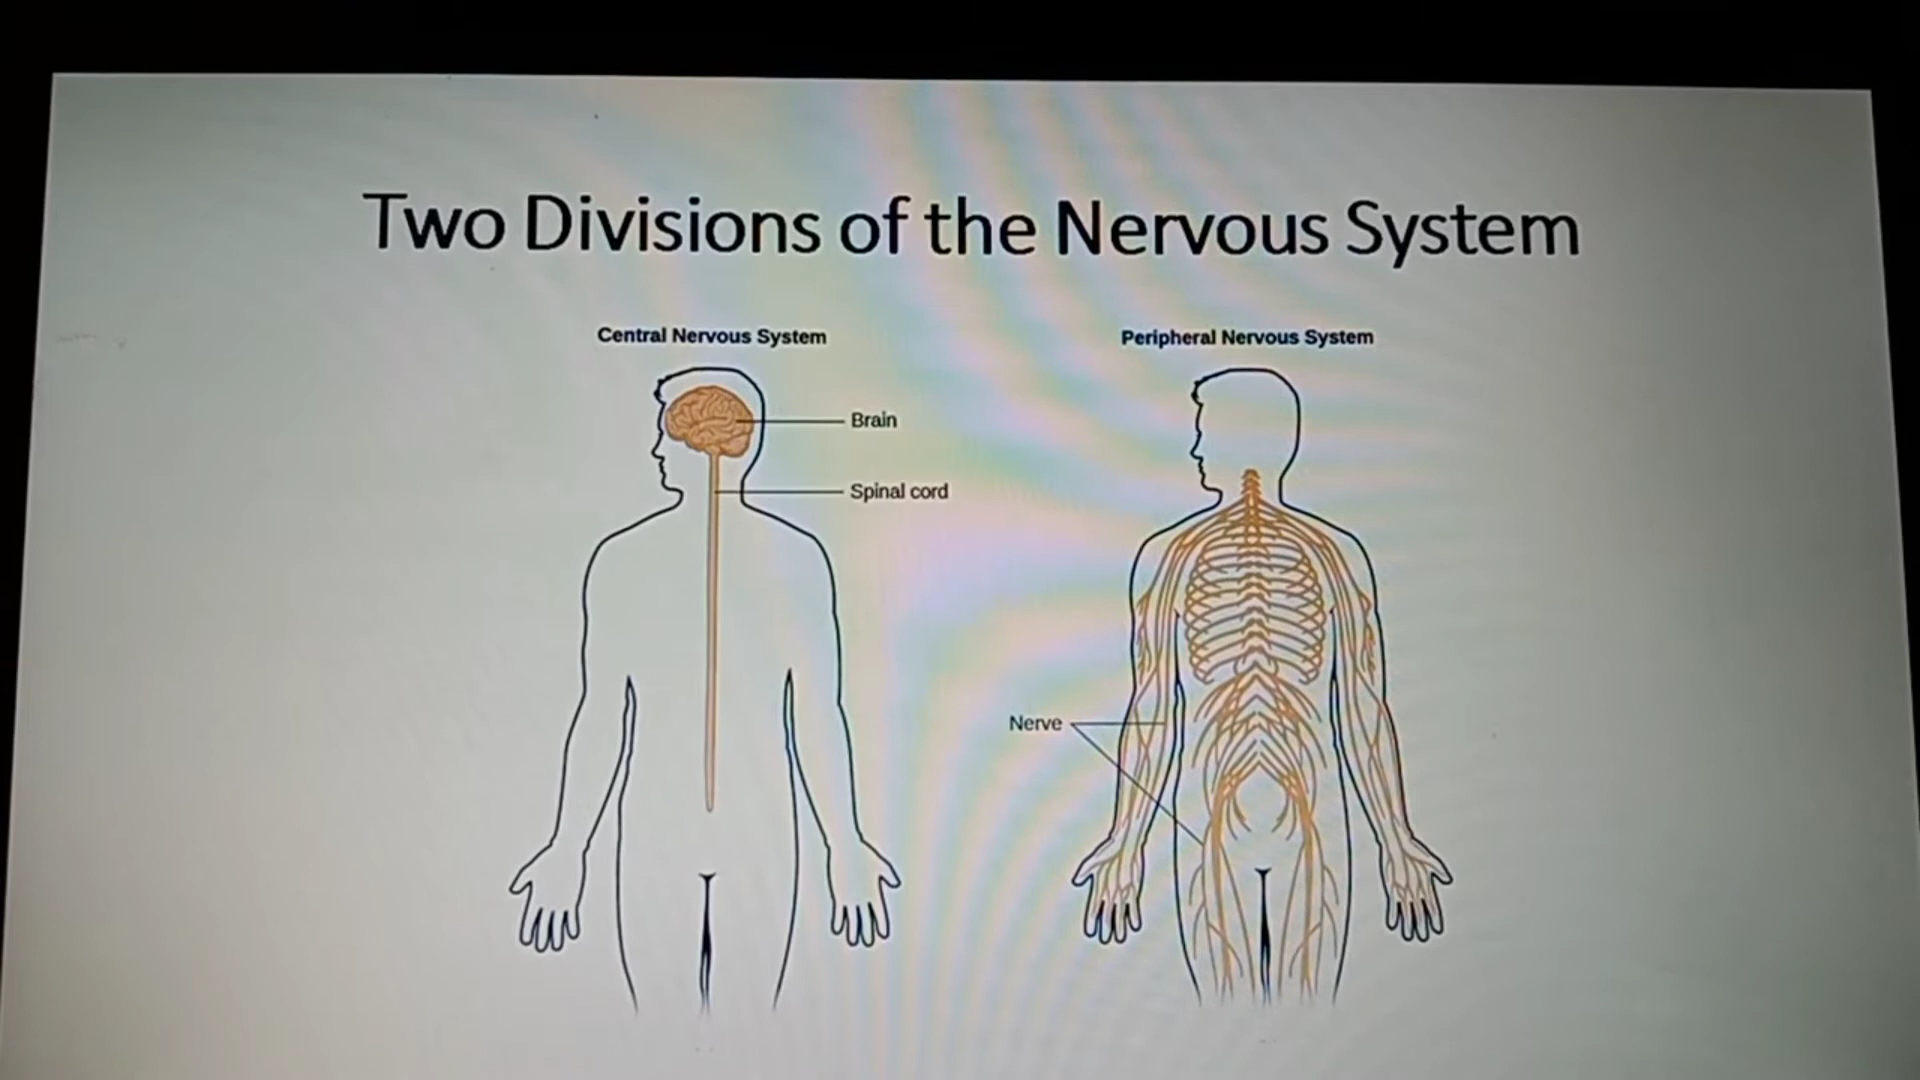 Two Divisions of the Nervous System
Central Nervous System
Brain
Spinal cord
Peripheral Nervous System
Nerve